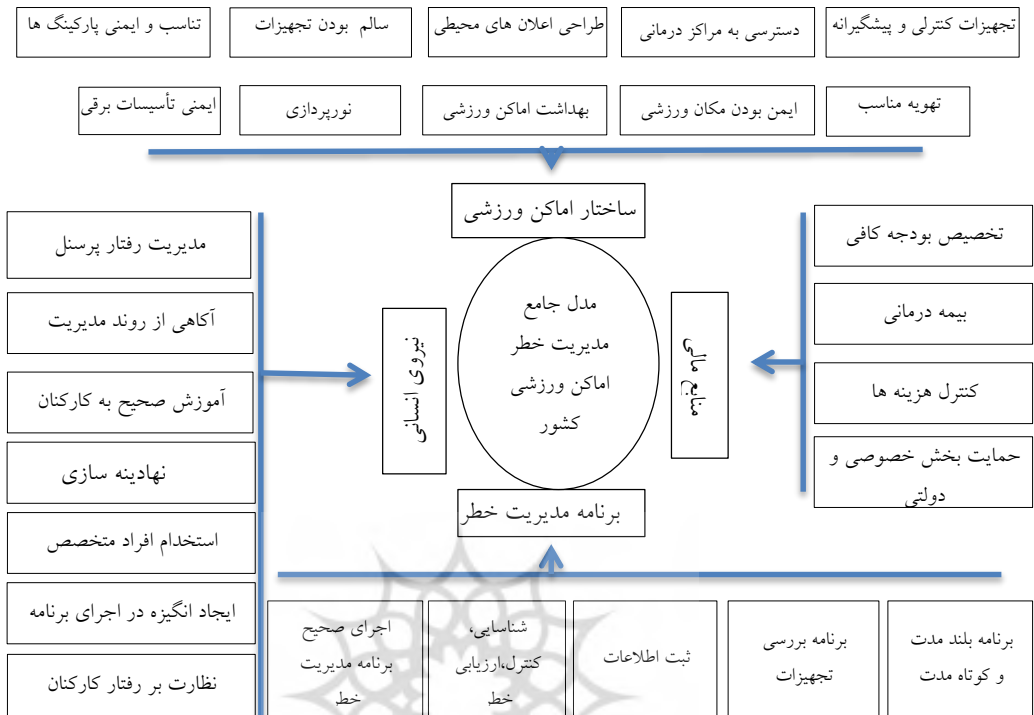 تجهیزات کنترلی و پیشگیرانه
دسترسی به مراکز درمانی
طراحی اعلان های محیطی
سالم بودن تجهیزات
تناسب و ایمنی پارکینگ ها
تهویه مناسب
ایمن بودن مکان ورزشی
بهداشت اماکن ورزشی
نورپردازی
ایمنی تأسیسات برقی
ساختار اماکن ورزشی
تخصیص بودجه کافی
بیمه درمانی
کنترل هزینه ها
حمایت بخش خصوصی و
دولتی
منابع مالی
مدل جامع
مدیریت خطر
اماکن ورزشی
کشور
نیروی انسانی
مدیریت رفتار پرسنل
آکاهی از روند مدیریت
آموزش صحیح به کارکنان
نهادینه سازی
استخدام افراد متخصص
ایجاد انگیزه در اجرای برنامه
نظارت بر رفتار کارکنان
برنامه مدیریت خطر
برنامه بلند مدت
و کوتاه مدت
برنامه بررسی
تجهیزات
ثبت اطلاعات
شناسایی،
کنترل،ارزیابی
خطر
اجرای صحیح
برنامه مدیریت
خطر